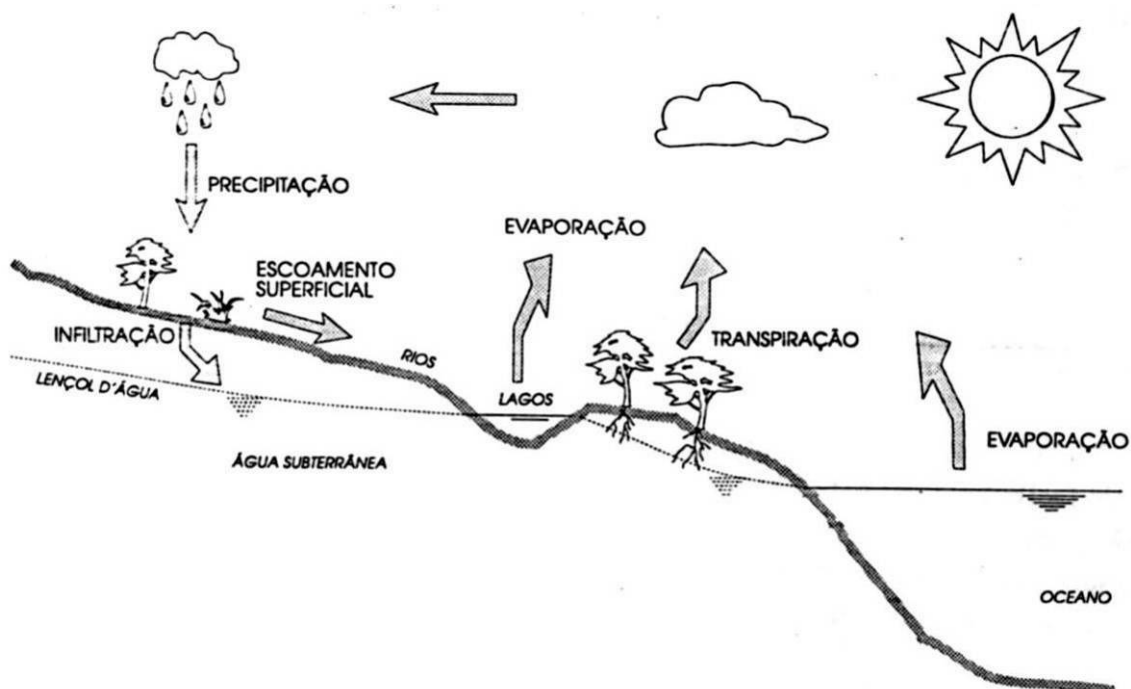 PRECIPITAÇÃO
EVAPORAÇÃO
ESCOAMENTO
SUPERFICIAL
INFILTRAÇÃO
TRANSPIRAÇÃO
RIOS
LENÇOL D'ÁGUA
LAGOS
EVAPORAÇÃO
ÁGUA SUBTERRÂNEA
OCEANO